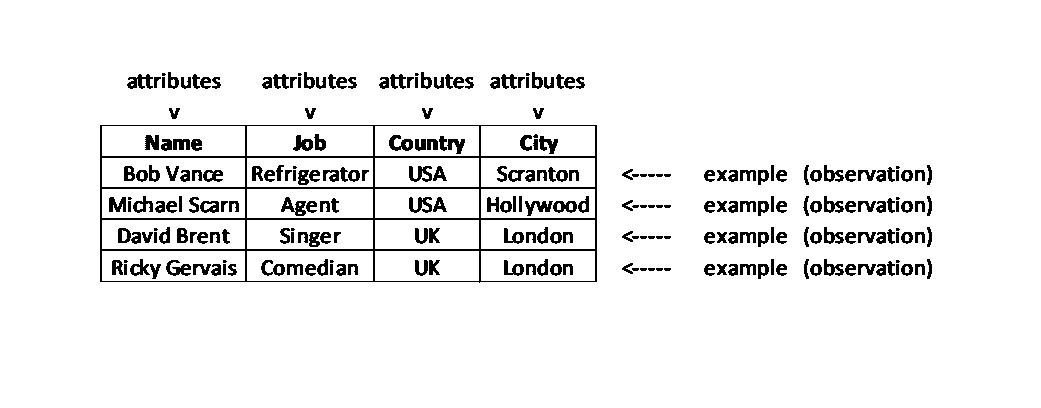 attributes attributes attributes attributes
v v v v
Name Job Country City
Bob Vance Refrigerator USA Scranton <----- example (observation)
Michael Scarn Agent USA Hollywood <----- example (observation)
David Brent Singer UK London <----- example (observation)
Ricky Gervais Comedian UK London <----- example (observation)